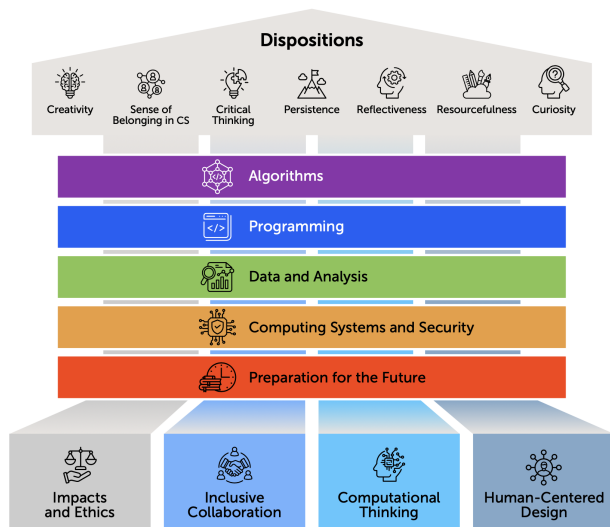 Dispositions
Creativity
Sense of
Belonging in CS
Critical
Thinking
Persistence
Reflectiveness
Resourcefulness
Curiosity
</>
Algorithms
</>
Programming
Data and Analysis
Computing Systems and Security
Preparation for the Future
Impacts
and Ethics
Inclusive
Collaboration
Computational
Thinking
Human-Centered
Design